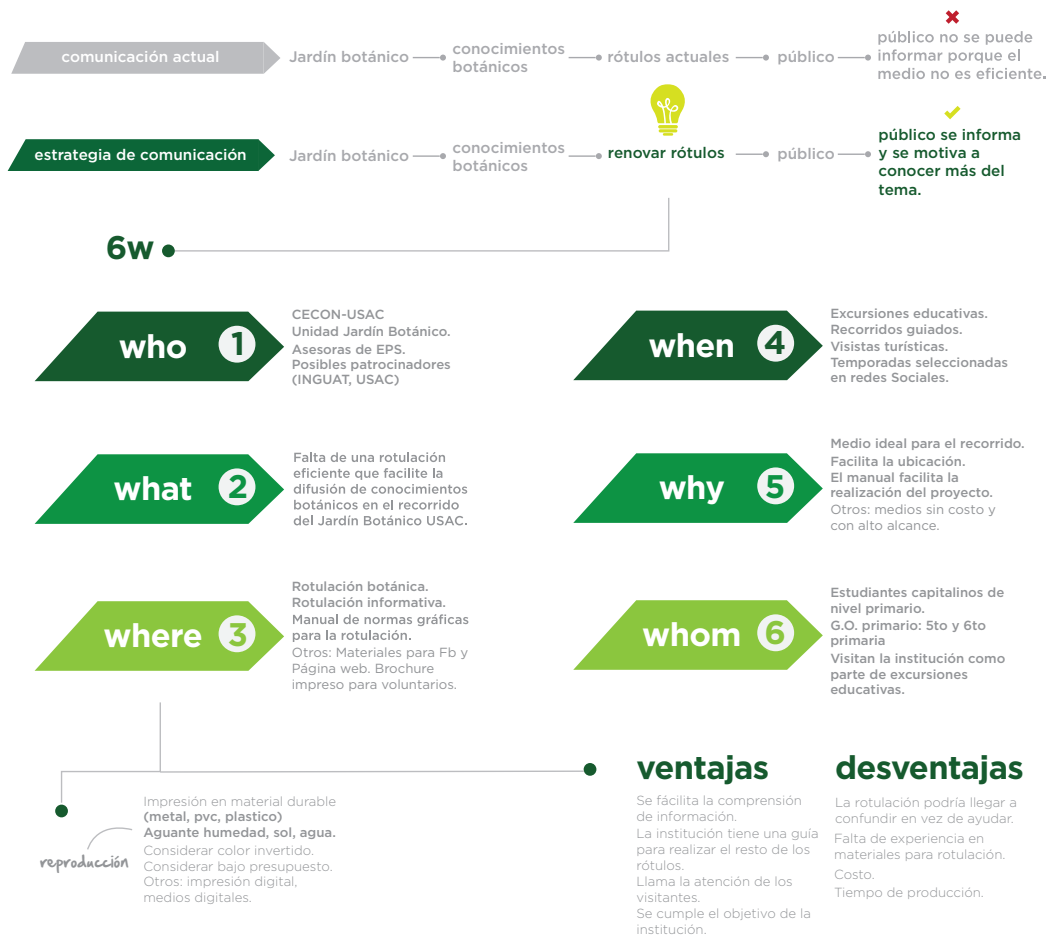 comunicación actual
Jardín botánico
conocimientos
botánicos
rótulos actuales
público
público no se puede
informar porque el
medio no es eficiente.
estrategia de comunicación
Jardín botánico
conocimientos
botánicos
renovar rótulos
público
público se informa
y se motiva a
conocer más del
tema.
6w
who 1
CECON-USAC
Unidad Jardín Botánico.
Asesoras de EPS.
Posibles patrocinadores
(INGUAT, USAC)
what 2
Falta de una rotulación
eficiente que facilite la
difusión de conocimientos
botánicos en el recorrido
del Jardín Botánico USAC.
where 3
Rotulación botánica.
Rotulación informativa.
Manual de normas gráficas
para la rotulación.
Otros: Materiales para Fb y
Página web. Brochure
impreso para voluntarios.
when 4
Excursiones educativas.
Recorridos guiados.
Visistas turísticas.
Temporadas seleccionadas
en redes Sociales.
why 5
Medio ideal para el recorrido.
Facilita la ubicación.
El manual facilita la
realización del proyecto.
Otros: medios sin costo y
con alto alcance.
whom 6
Estudiantes capitalinos de
nivel primario.
G.O. primario: 5to y 6to
primaria
Visitan la institución como
parte de excursiones
educativas.
reproducción
Impresión en material durable
(metal, pvc, plastico)
Aguante humedad, sol, agua.
Considerar color invertido.
Considerar bajo presupuesto.
Otros: impresión digital,
medios digitales.
ventajas
Se fácilita la comprensión
de información.
La institución tiene una guía
para realizar el resto de los
rótulos.
Llama la atención de los
visitantes.
Se cumple el objetivo de la
institución.
desventajas
La rotulación podría llegar a
confundir en vez de ayudar.
Falta de experiencia en
materiales para rotulación.
Costo.
Tiempo de producción.